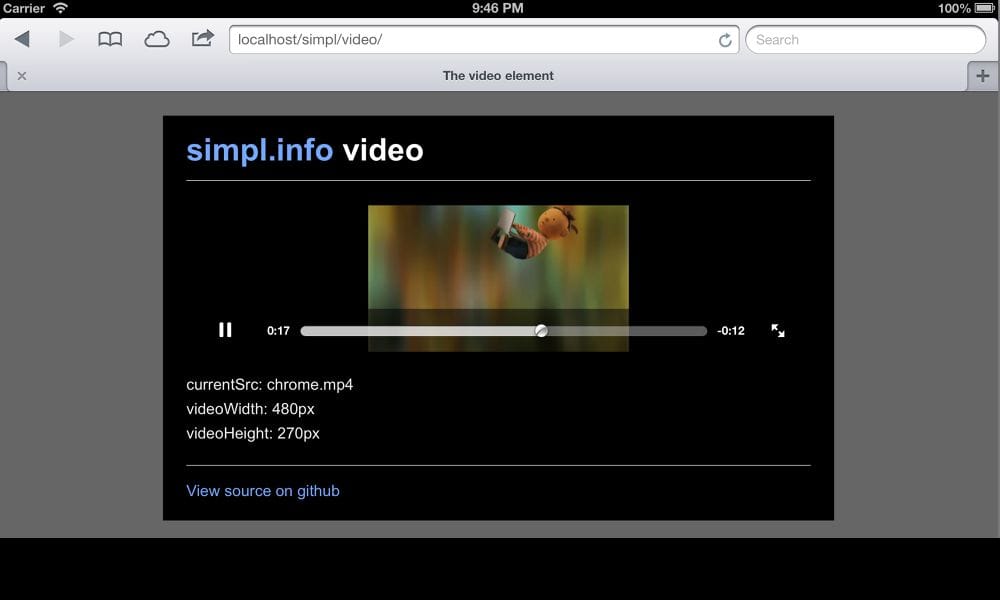 Carrier 9:46 PM 100%
localhost/simpl/video/ Search
The video element
simpl.info video
0:17 -0:12
currentSrc: chrome.mp4
videoWidth: 480px
videoHeight: 270px
View source on github